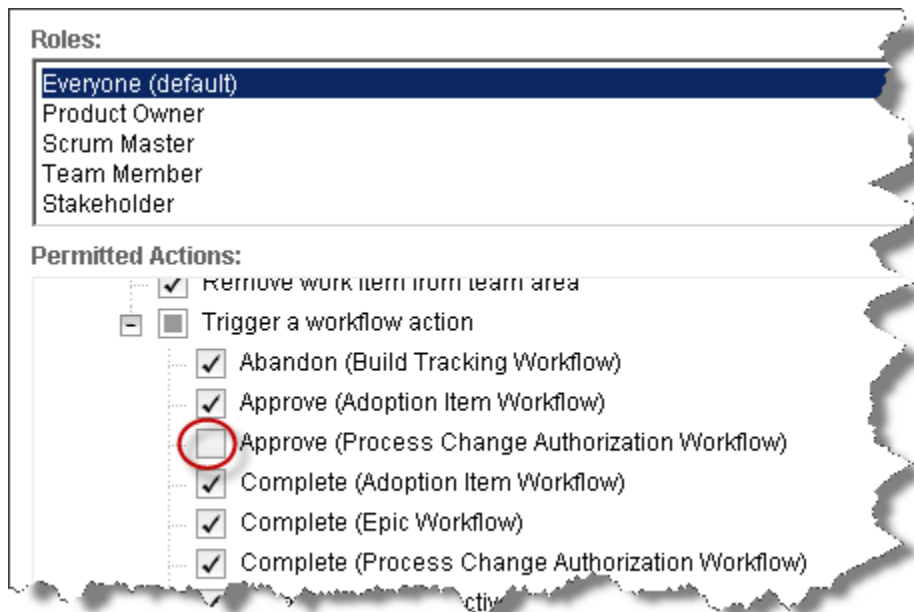 Roles:
Everyone (default)
Product Owner
Scrum Master
Team Member
Stakeholder
Permitted Actions:
Remove work item from team area
Trigger a workflow action
Abandon (Build Tracking Workflow)
Approve (Adoption Item Workflow)
Approve (Process Change Authorization Workflow)
Complete (Adoption Item Workflow)
Complete (Epic Workflow)
Complete (Process Change Authorization Workflow)